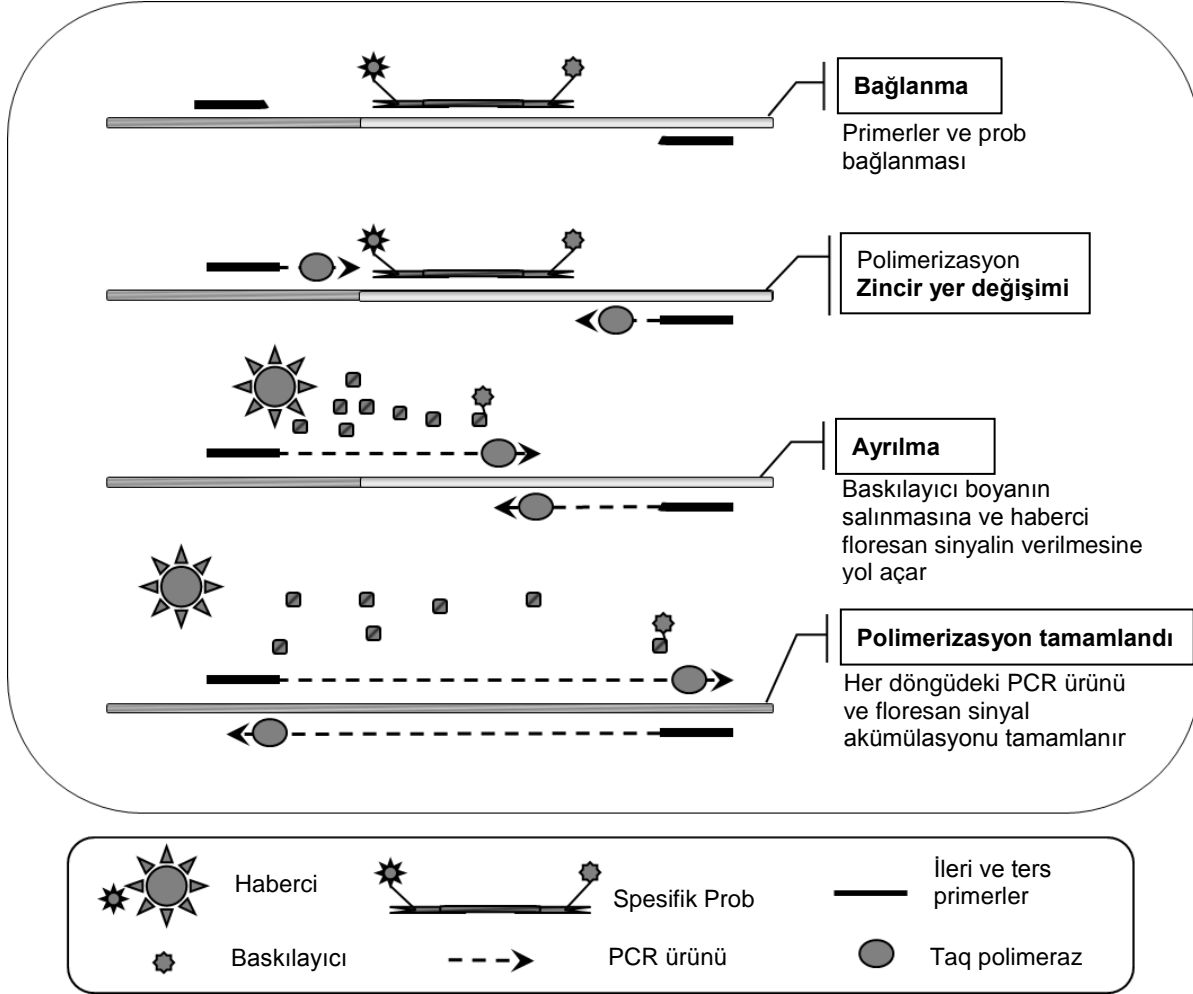 Bağlanma
Primerler ve prob
bağlanması
Polimerizasyon
Zincir yer değişimi
Ayrılma
Baskılayıcı boyanın
salınmasına ve haberci
floresan sinyalin verilmesine
yol açar
Polimerizasyon tamamlandı
Her döngüdeki PCR ürünü
ve floresan sinyal
akümülasyonu tamamlanır
Haberci
Spesifik Prob
İleri ve ters
primerler
Baskılayıcı
PCR ürünü
Taq polimeraz